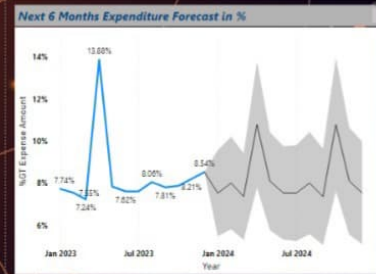 Next 6 Months Expenditure Forecast in %
14%
12%
10%
8%
6%
%GT Expense Amount
13.88%
7.74%
7.24%
7.62%
8.06%
7.81%
8.21%
8.54%
Jan 2023
Jul 2023
Jan 2024
Jul 2024
Year